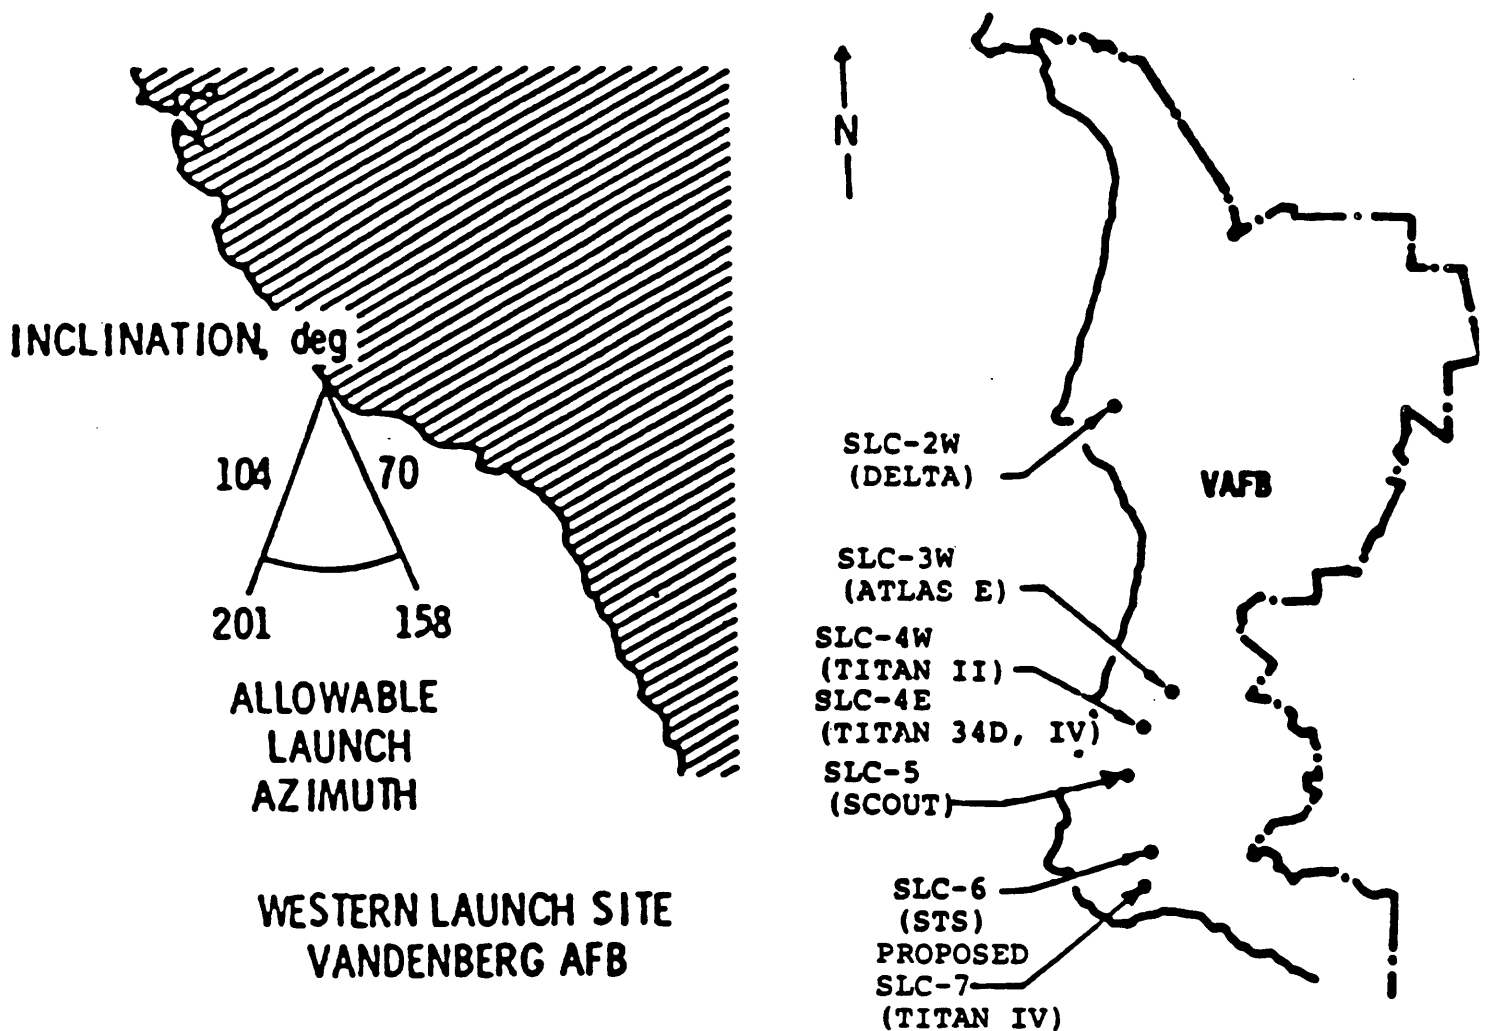 INCLINATION, deg
104 70
201 158
ALLOWABLE
LAUNCH
AZIMUTH
WESTERN LAUNCH SITE
VANDENBERG AFB
N
SLC-2W
(DELTA)
VAFB
SLC-3W
(ATLAS E)
SLC-4W
(TITAN II)
SLC-4E
(TITAN 34D, IV)
SLC-5
(SCOUT)
SLC-6
(STS)
PROPOSED
SLC-7
(TITAN IV)